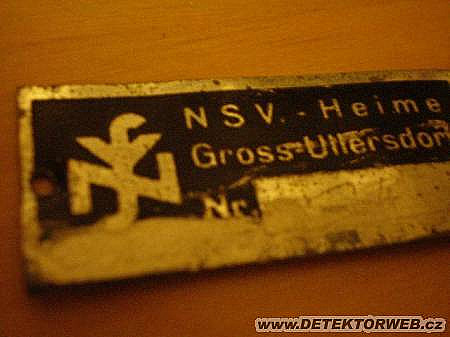 NSV. - Heime
Gross-Ullersdorf
Nr.
WWW.DETEKTORWEB.CZ